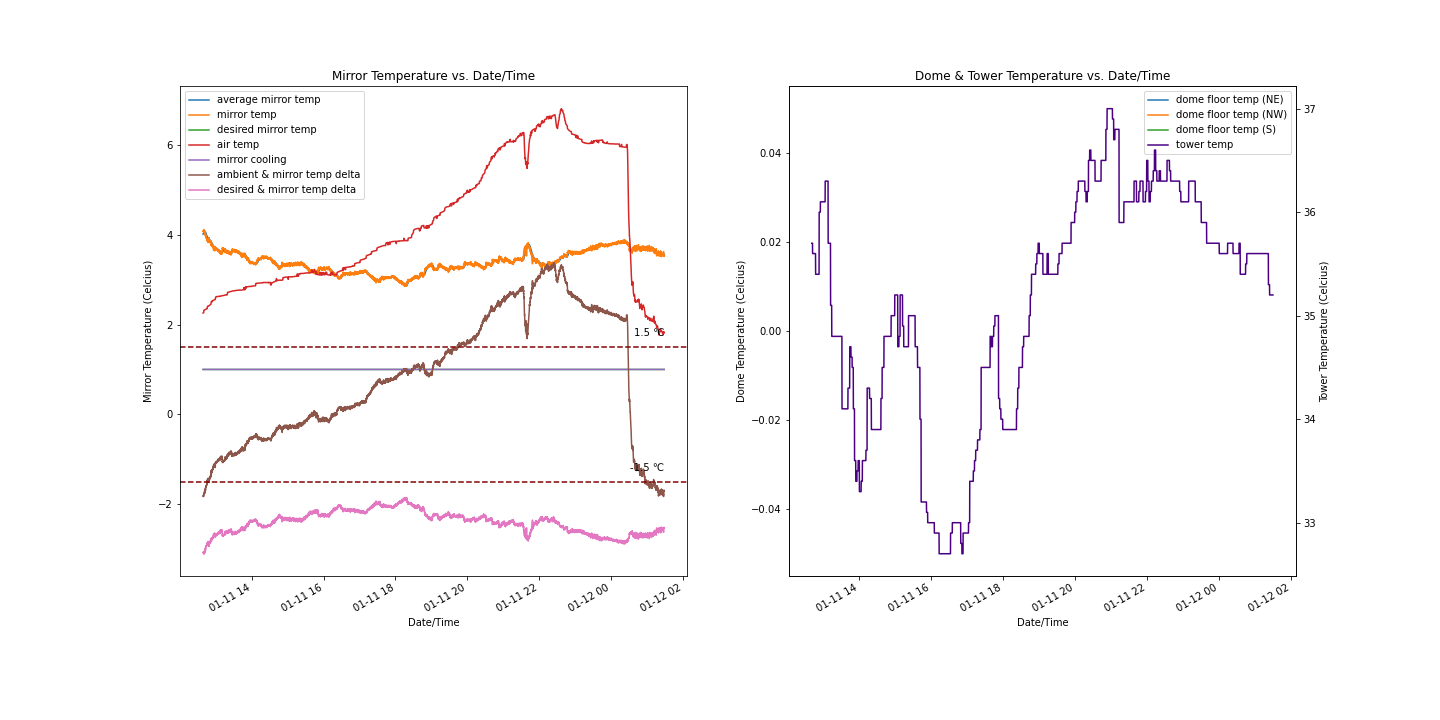 Mirror Temperature vs. Date/Time
average mirror temp
mirror temp
desired mirror temp
air temp
mirror cooling
ambient & mirror temp delta
desired & mirror temp delta
Mirror Temperature (Celcius)
6
4
2
0
−2
1.5 °C
-1.5 °C
01-11 14
01-11 16
01-11 18
01-11 20
01-11 22
01-12 00
01-12 02
Date/Time
Dome & Tower Temperature vs. Date/Time
dome floor temp (NE)
dome floor temp (NW)
dome floor temp (S)
tower temp
Dome Temperature (Celcius)
0.04
0.02
0.00
−0.02
−0.04
37
36
35
34
33
Tower Temperature (Celcius)
01-11 14
01-11 16
01-11 18
01-11 20
01-11 22
01-12 00
01-12 02
Date/Time